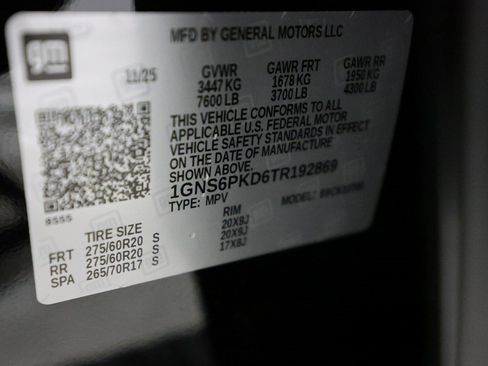 gm
MFD BY GENERAL MOTORS LLC
11/25
GVWR GAWR FRT GAWR RR
3447 KG 1678 KG 1950 KG
7600 LB 3700 LB 4300 LB
THIS VEHICLE CONFORMS TO ALL
APPLICABLE U.S. FEDERAL MOTOR
VEHICLE SAFETY STANDARDS IN EFFECT
ON THE DATE OF MANUFACTURE
SHOWN ABOVE.
1GNS6PKD6TR192869
8555
TYPE: MPV MODEL:
TIRE SIZE RIM
FRT 275/60R20 S 20X9J
RR 275/60R20 S 20X9J
SPA 265/70R17 S 17X8J